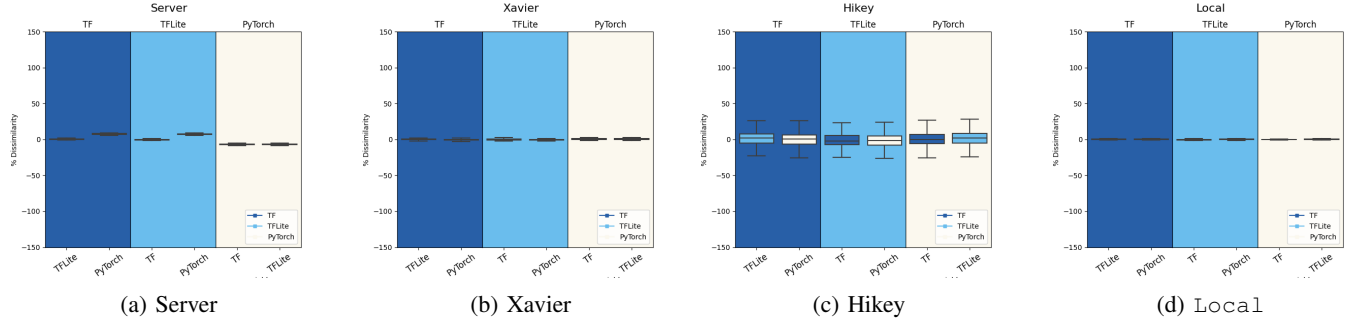 Server
TF TFLite PyTorch
150
100
50
0
−50
−100
−150
% Dissimilarity
TF
TFLite
PyTorch
TFLite PyTorch TF PyTorch TF TFLite
(a) Server
Xavier
TF TFLite PyTorch
150
100
50
0
−50
−100
−150
% Dissimilarity
TF
TFLite
PyTorch
TFLite PyTorch TF PyTorch TF TFLite
(b) Xavier
Hikey
TF TFLite PyTorch
150
100
50
0
−50
−100
−150
% Dissimilarity
TF
TFLite
PyTorch
TFLite PyTorch TF PyTorch TF TFLite
(c) Hikey
Local
TF TFLite PyTorch
150
100
50
0
−50
−100
−150
% Dissimilarity
TF
TFLite
PyTorch
TFLite PyTorch TF PyTorch TF TFLite
(d) Local